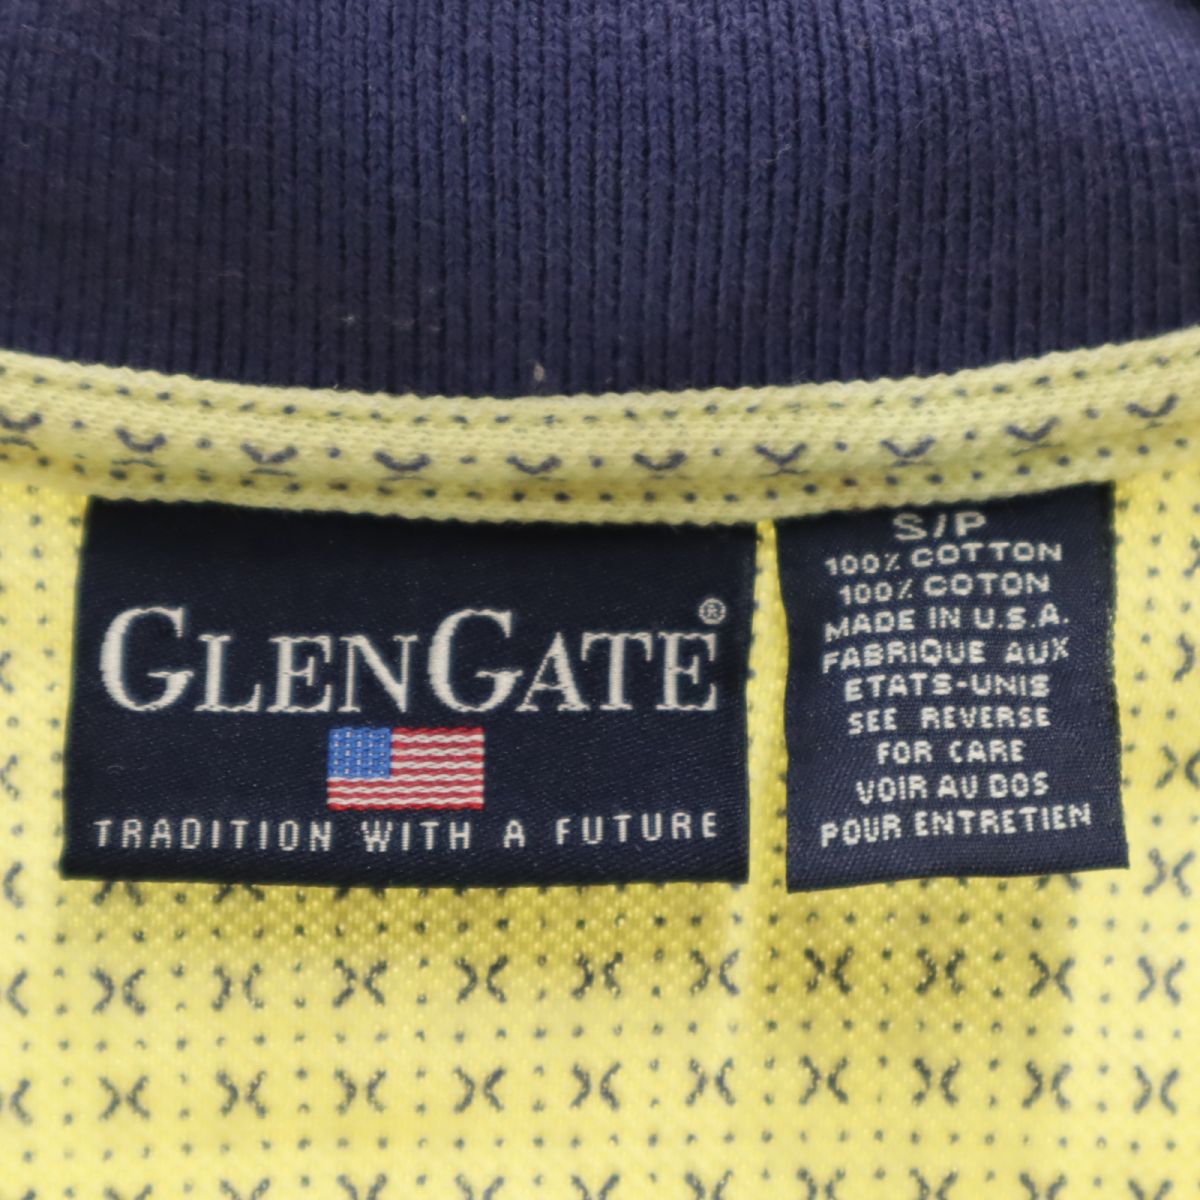 GLENGATE®
TRADITION WITH A FUTURE
S/P
100% COTTON
100% COTON
MADE IN U.S.A.
FABRIQUE AUX
ETATS-UNIS
SEE REVERSE
FOR CARE
VOIR AU DOS
POUR ENTRETIEN